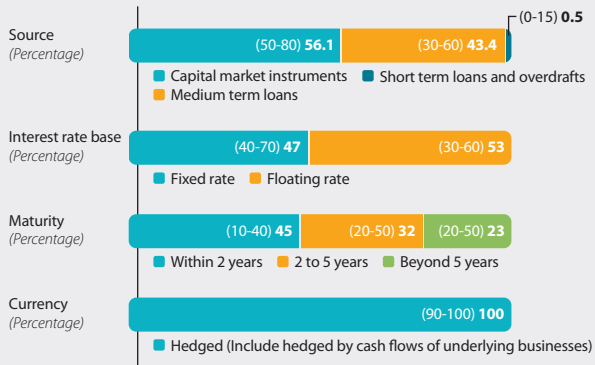 (0-15) 0.5
Source
(Percentage)
(50-80) 56.1 (30-60) 43.4
Capital market instruments Short term loans and overdrafts
Medium term loans
Interest rate base
(Percentage)
(40-70) 47 (30-60) 53
Fixed rate Floating rate
Maturity
(Percentage)
(10-40) 45 (20-50) 32 (20-50) 23
Within 2 years 2 to 5 years Beyond 5 years
Currency
(Percentage)
(90-100) 100
Hedged (Include hedged by cash flows of underlying businesses)